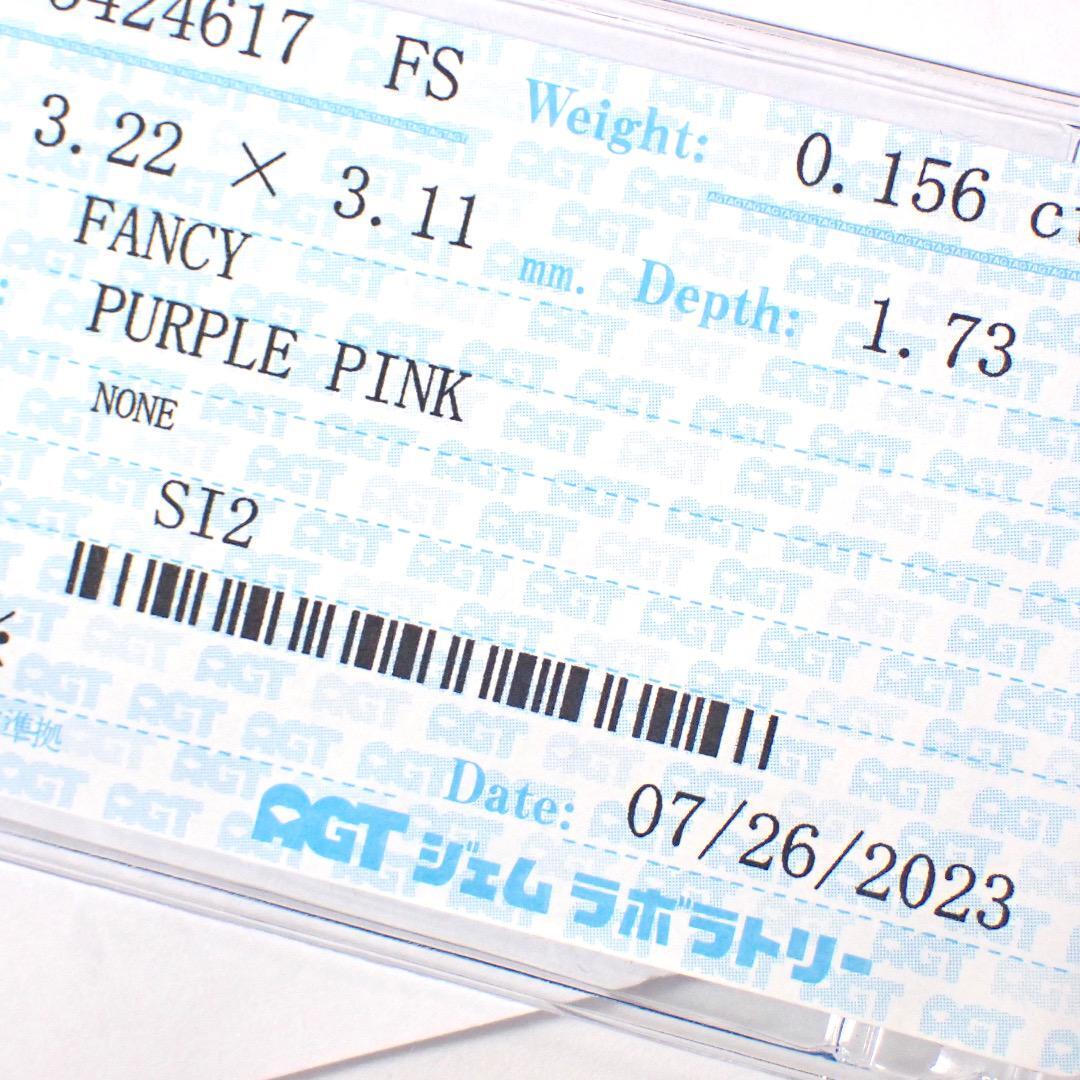 424617 FS
Weight: 0.156 ct
3.22 × 3.11 mm. Depth: 1.73
FANCY
PURPLE PINK
NONE
SI2
準拠
Date: 07/26/2023
AGT ジェム ラボラトリー